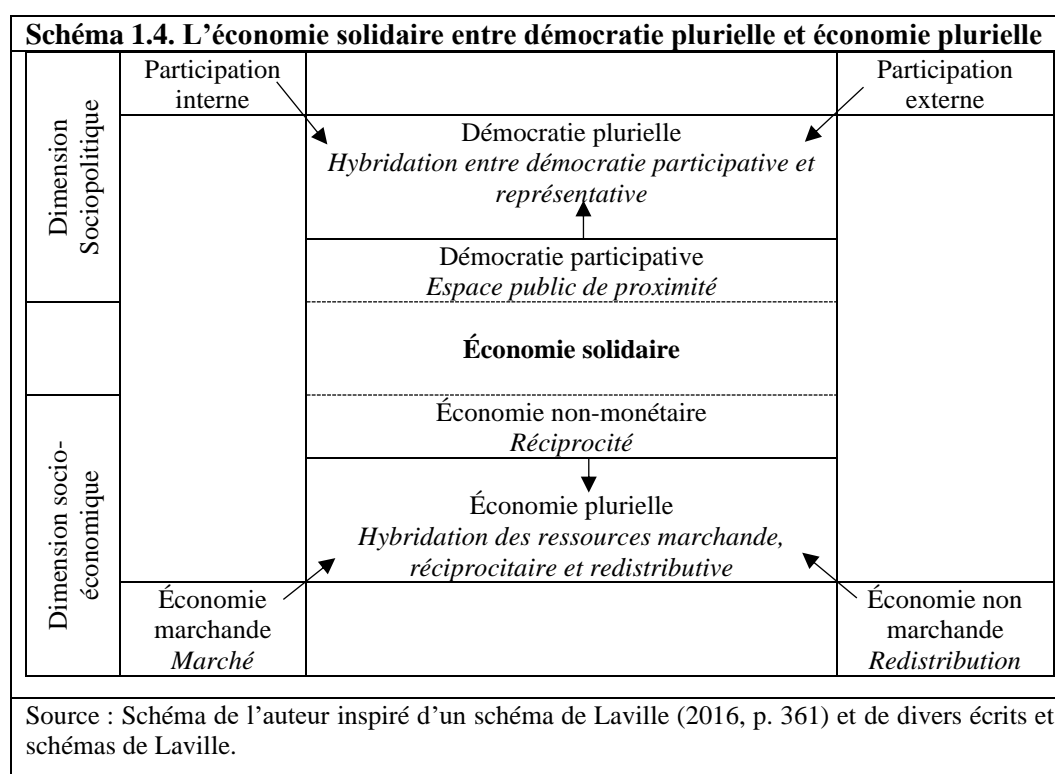 Schéma 1.4. L'économie solidaire entre démocratie plurielle et économie plurielle
Dimension
Sociopolitique
Participation
interne
Participation
externe
Démocratie plurielle
Hybridation entre démocratie participative et
représentative
Démocratie participative
Espace public de proximité
Économie solidaire
Dimension socio-
économique
Économie non-monétaire
Réciprocité
Économie plurielle
Hybridation des ressources marchande,
réciprocitaire et redistributive
Économie
marchande
Marché
Économie non
marchande
Redistribution
Source : Schéma de l'auteur inspiré d'un schéma de Laville (2016, p. 361) et de divers écrits et
schémas de Laville.